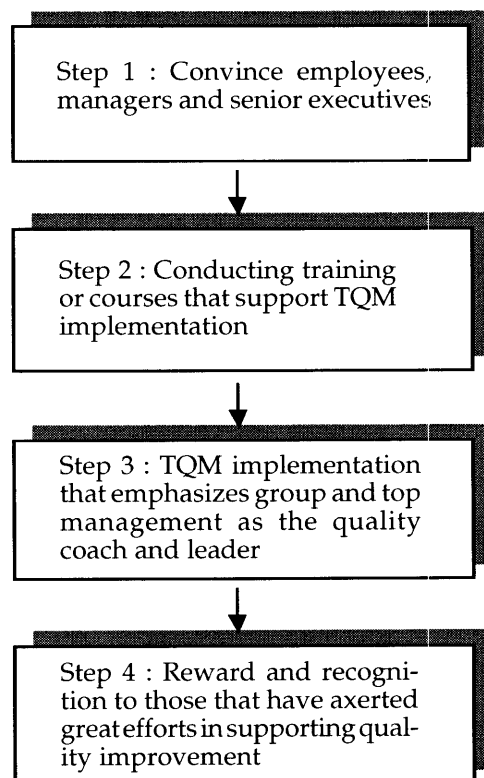 Step 1 : Convince employees,
managers and senior executives
Step 2 : Conducting training
or courses that support TQM
implementation
Step 3 : TQM implementation
that emphasizes group and top
management as the quality
coach and leader
Step 4 : Reward and recogni-
tion to those that have axerted
great efforts in supporting qual-
ity improvement